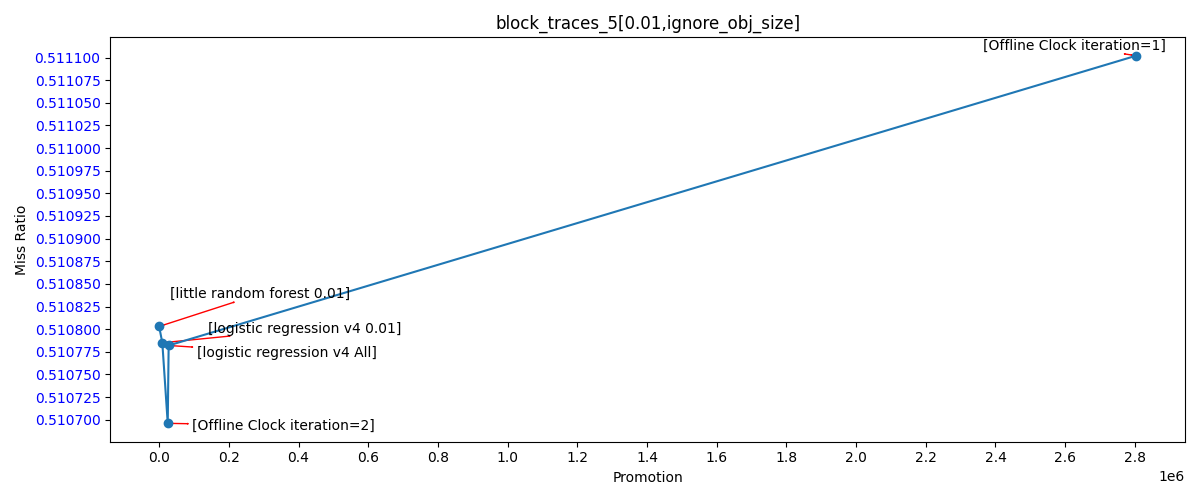 block_traces_5[0.01,ignore_obj_size]
[Offline Clock iteration=1]
0.511100
0.511075
0.511050
0.511025
0.511000
0.510975
0.510950
0.510925
0.510900
0.510875
0.510850
0.510825
0.510800
0.510775
0.510750
0.510725
0.510700
Miss Ratio
[little random forest 0.01]
[logistic regression v4 0.01]
[logistic regression v4 All]
[Offline Clock iteration=2]
0.0 0.2 0.4 0.6 0.8 1.0 1.2 1.4 1.6 1.8 2.0 2.2 2.4 2.6 2.8
Promotion
1e6